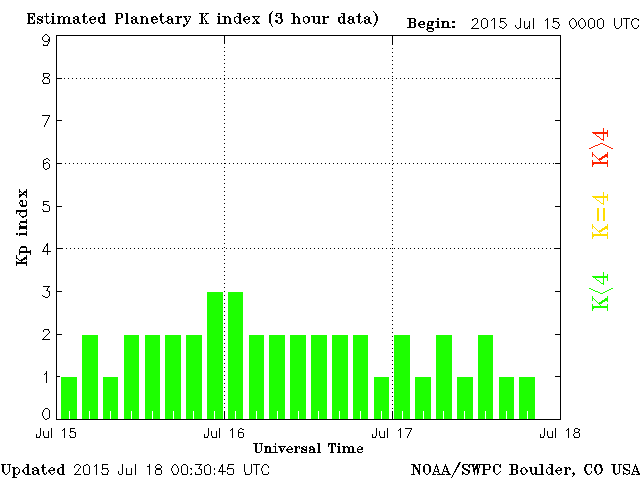 Estimated Planetary K index (3 hour data)
Begin: 2015 Jul 15 0000 UTC
9
8
7
6
5
4
3
2
1
0
Kp index
K>4
K=4
K<4
Jul 15
Jul 16
Jul 17
Jul 18
Universal Time
Updated 2015 Jul 18 00:30:45 UTC
NOAA/SWPC Boulder, CO USA